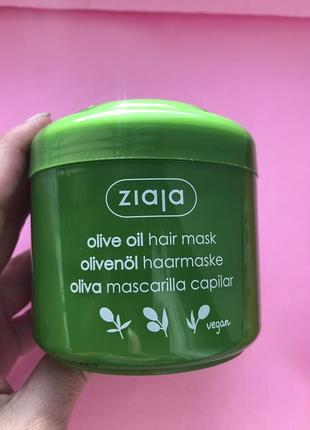 ziaja
olive oil hair mask
olivenöl haarmaske
oliva mascarilla capilar
vegan